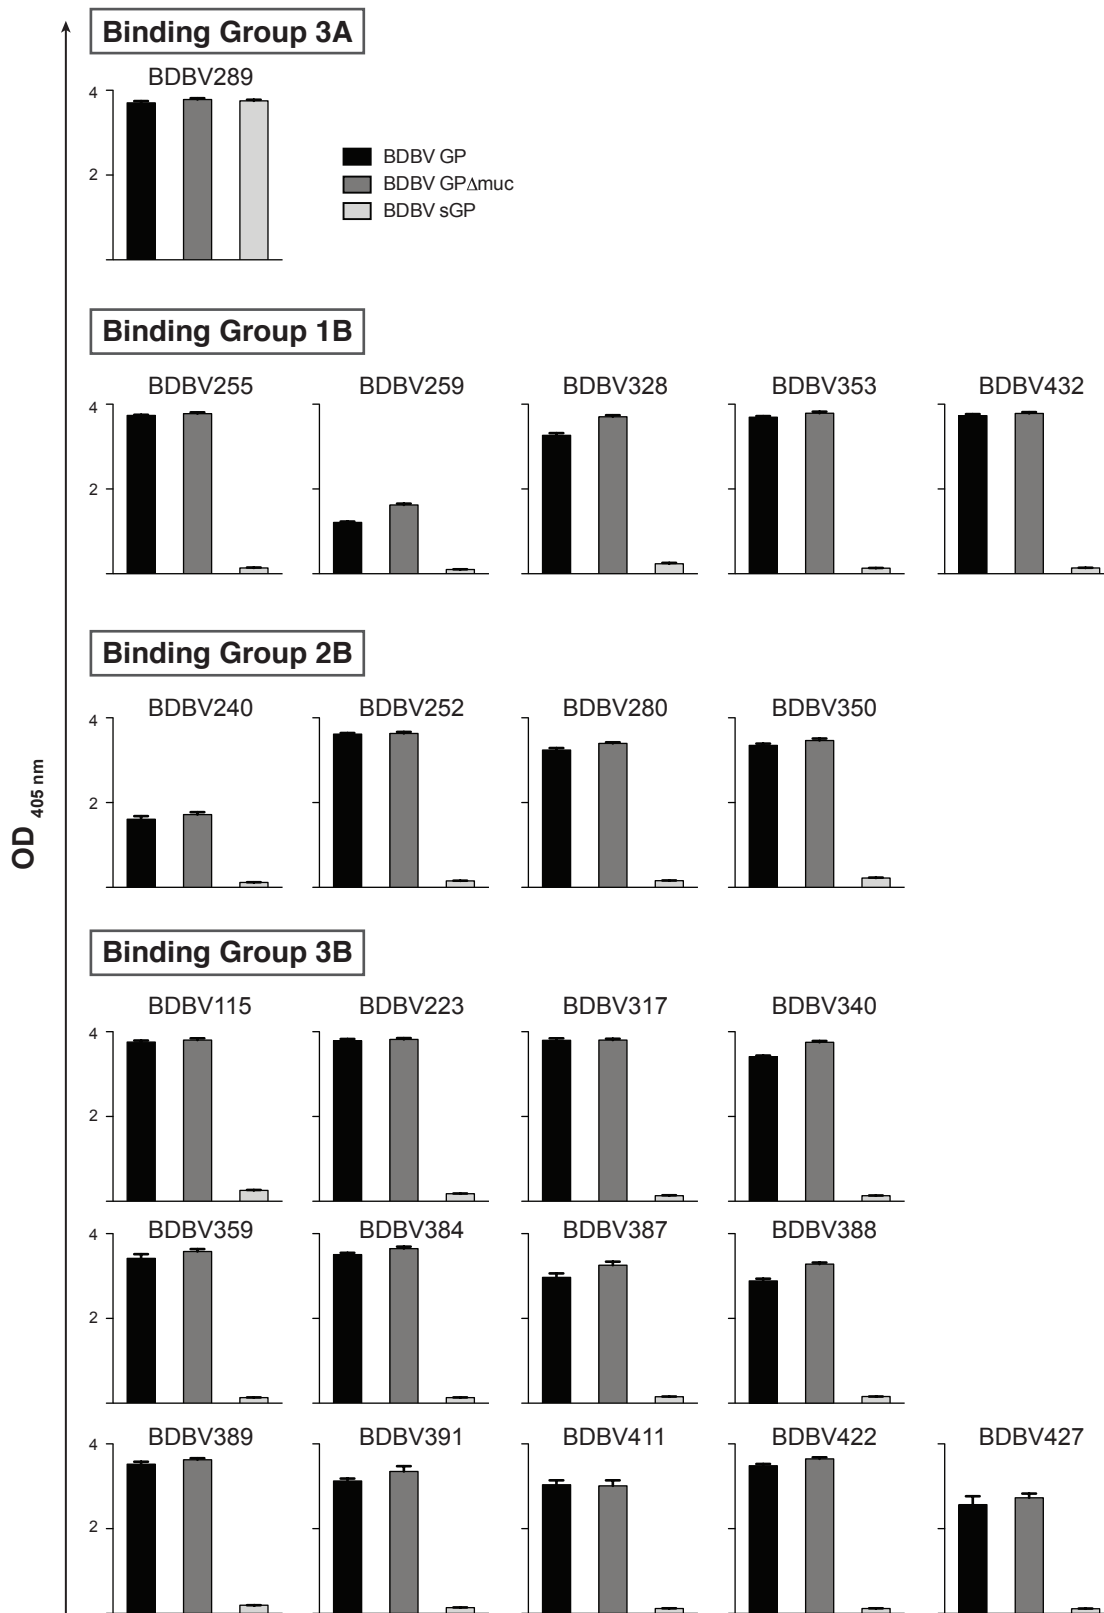 Binding Group 3A
BDBV289
4
2
BDBV GP
BDBV GPΔmuc
BDBV sGP
Binding Group 1B
BDBV255 BDBV259 BDBV328 BDBV353 BDBV432
4
2
Binding Group 2B
BDBV240 BDBV252 BDBV280 BDBV350
4
2
OD 405 nm
Binding Group 3B
BDBV115 BDBV223 BDBV317 BDBV340
4
2
BDBV359 BDBV384 BDBV387 BDBV388
4
2
BDBV389 BDBV391 BDBV411 BDBV422 BDBV427
4
2